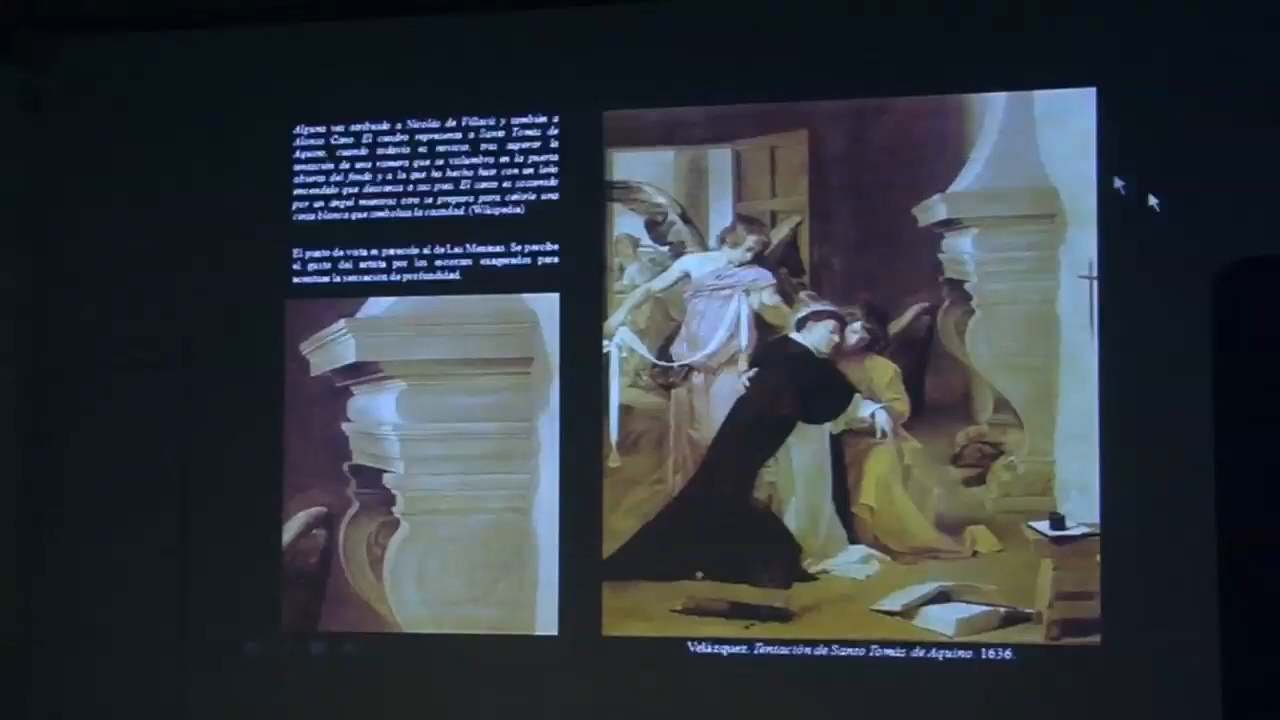 Alguna vez atribuido a Nicolás de Villacis y también a
Alonso Cano. El cuadro representa a Santo Tomás de
Aquino, cuando todavía es novicio, tras superar la
tentación de una ramera que se vislumbra en la puerta
abierta del fondo y a la que ha hecho huir con un leño
encendido que descansa a sus pies. El santo es sostenido
por un ángel mientras otro se prepara para ceñirle una
cinta blanca que simboliza la castidad. (Wikipedia)
El punto de vista es parecido al de Las Meninas. Se percibe
el gusto del artista por los escorzos exagerados para
acentuar la sensación de profundidad.
Velázquez. Tentación de Santo Tomás de Aquino. 1636.